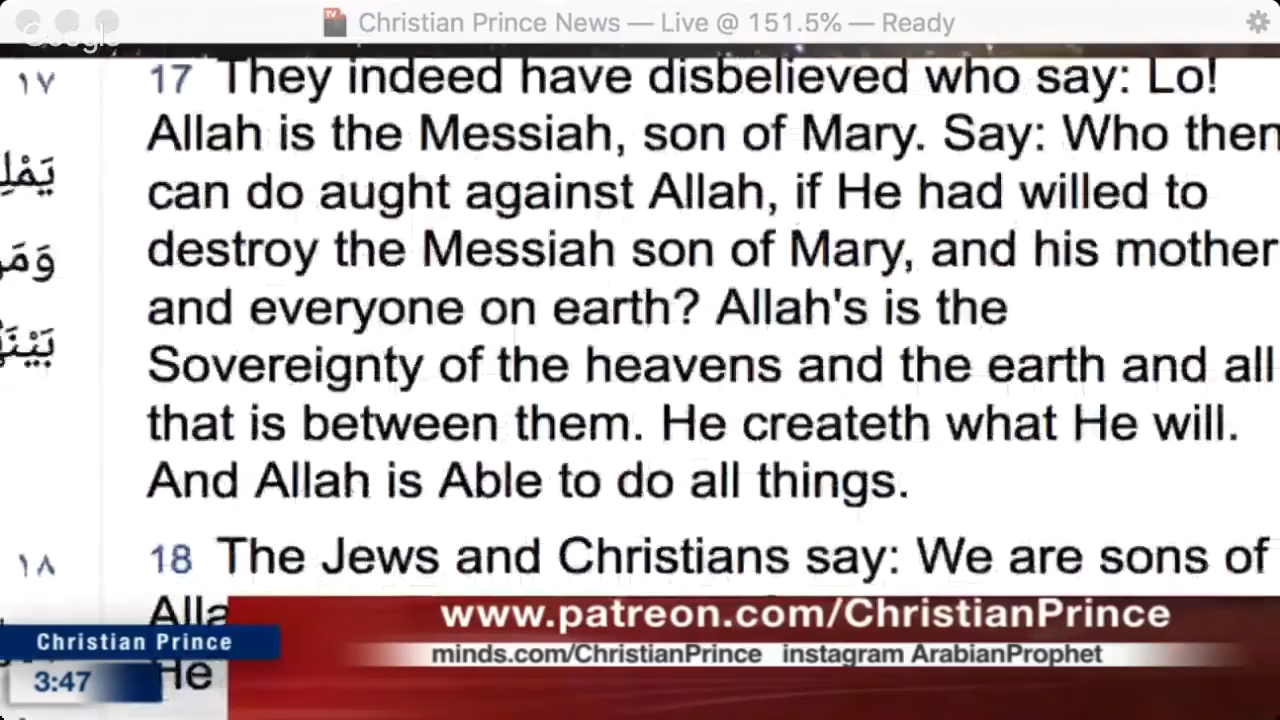 Christian Prince News — Live @ 151.5% — Ready
Google
١٧ 17 They indeed have disbelieved who say: Lo!
Allah is the Messiah, son of Mary. Say: Who then
can do aught against Allah, if He had willed to
destroy the Messiah son of Mary, and his mother
and everyone on earth? Allah's is the
Sovereignty of the heavens and the earth and all
that is between them. He createth what He will.
And Allah is Able to do all things.
١٨ 18 The Jews and Christians say: We are sons of
He
www.patreon.com/ChristianPrince
Christian Prince
minds.com/ChristianPrince instagram ArabianProphet
3:47